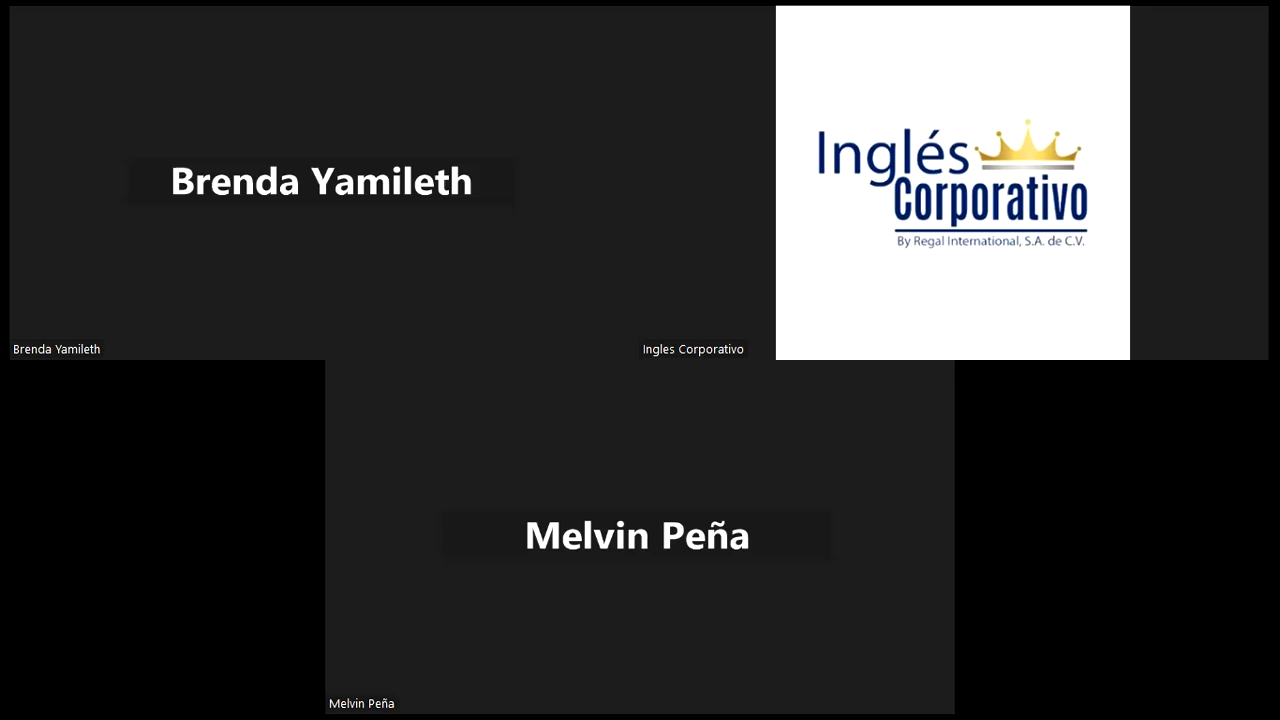 Brenda Yamileth
Brenda Yamileth
Inglés
Corporativo
By Regal International, S.A. de C.V.
Ingles Corporativo
Melvin Peña
Melvin Peña